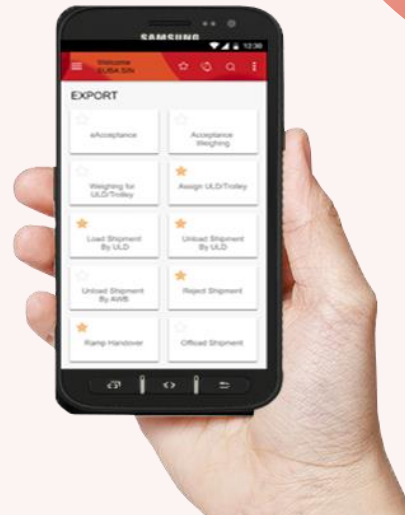 SAMSUNG
12:30
Welcome
EXPORT
eAcceptance
Acceptance
Weighing
Weighing for
ULD/Trolley
Assign ULD/Trolley
Load Shipment
By ULD
Unload Shipment
By ULD
Unload Shipment
By AWB
Reject Shipment
Ramp Handover
Offload Shipment